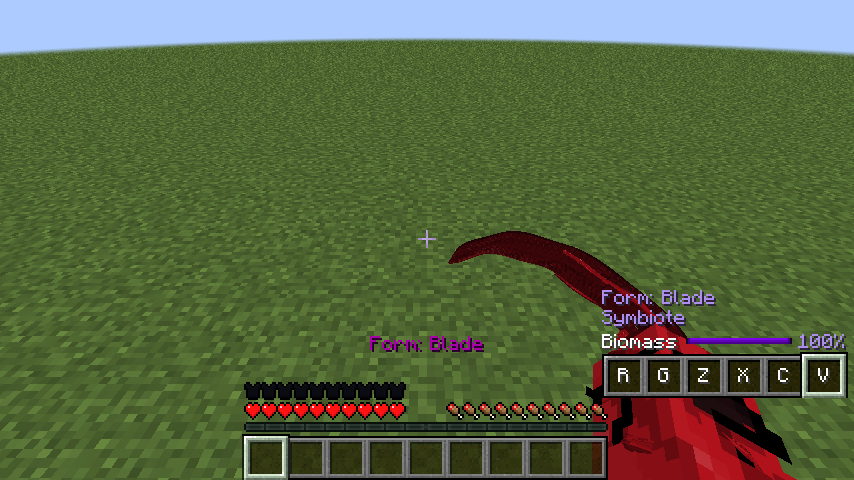 Form: Blade
Symbiote
Biomass 100%
Form: Blade
R G Z X C V